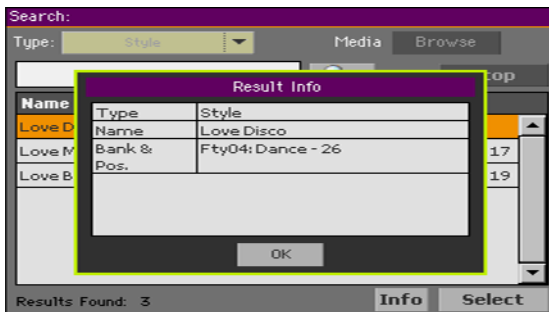 Search:
Type: Style Media Browse
op
Result Info
Name
Type Style
Love D
Name Love Disco
Love M
Bank & Fty04: Dance - 26
17
Pos.
Love B
19
OK
Results Found: 3 Info Select